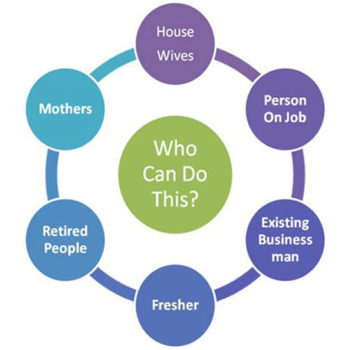 House
Wives
Person
On Job
Existing
Business
man
Fresher
Retired
People
Mothers
Who
Can Do
This?